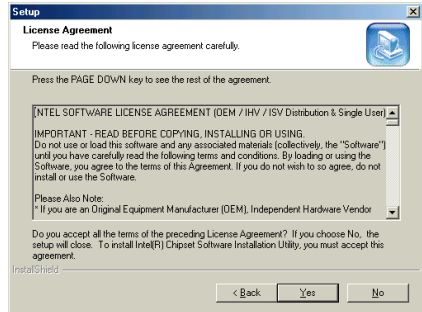 Setup
License Agreement
Please read the following license agreement carefully.
Press the PAGE DOWN key to see the rest of the agreement.
INTEL SOFTWARE LICENSE AGREEMENT (OEM / IHV / ISV Distribution & Single User)
IMPORTANT - READ BEFORE COPYING, INSTALLING OR USING.
Do not use or load this software and any associated materials (collectively, the "Software")
until you have carefully read the following terms and conditions. By loading or using the
Software, you agree to the terms of this Agreement. If you do not wish to so agree, do not
install or use the Software.
Please Also Note:
* If you are an Original Equipment Manufacturer (OEM), Independent Hardware Vendor
Do you accept all the terms of the preceding License Agreement? If you choose No, the
setup will close. To install Intel(R) Chipset Software Installation Utility, you must accept this
agreement.
InstallShield
< Back Yes No